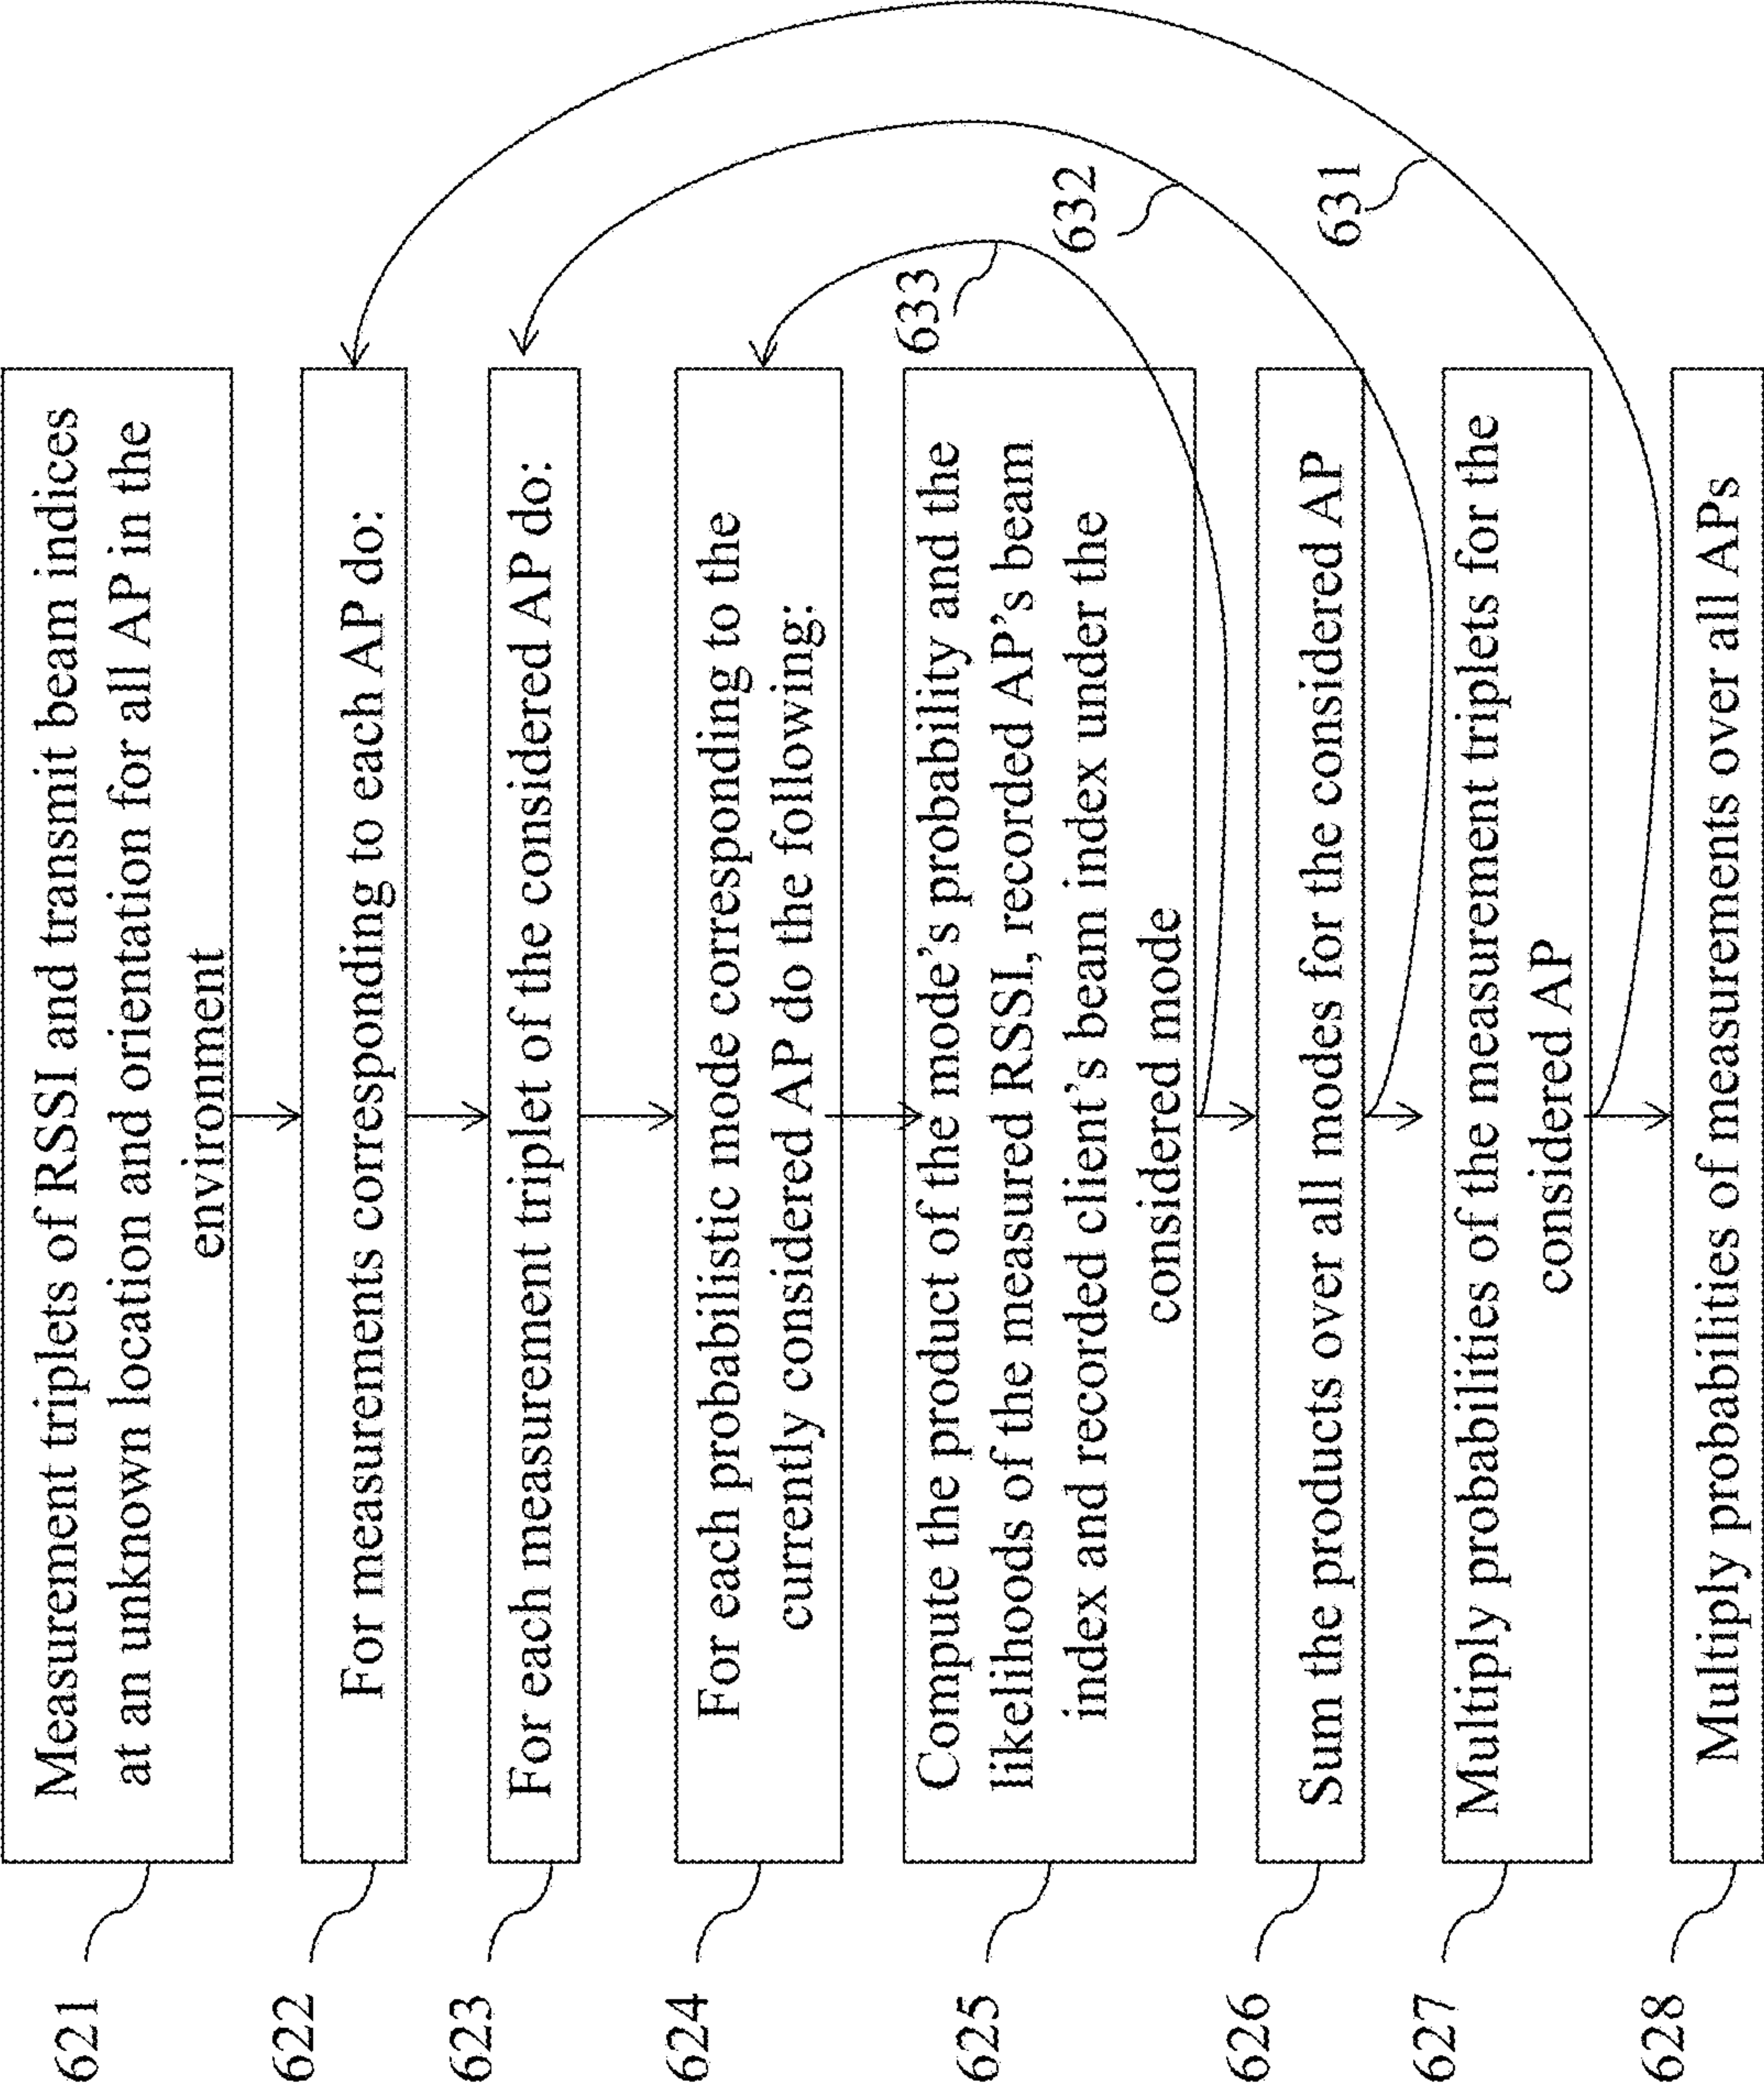 621
Measurement triplets of RSSI and transmit beam indices
at an unknown location and orientation for all AP in the
environment
622
For measurements corresponding to each AP do:
623
For each measurement triplet of the considered AP do:
624
For each probabilistic mode corresponding to the
currently considered AP do the following:
625
Compute the product of the mode's probability and the
likelihoods of the measured RSSI, recorded AP's beam
index and recorded client's beam index under the
considered mode
626
Sum the products over all modes for the considered AP
627
Multiply probabilities of the measurement triplets for the
considered AP
628
Multiply probabilities of measurements over all APs
633
632
631